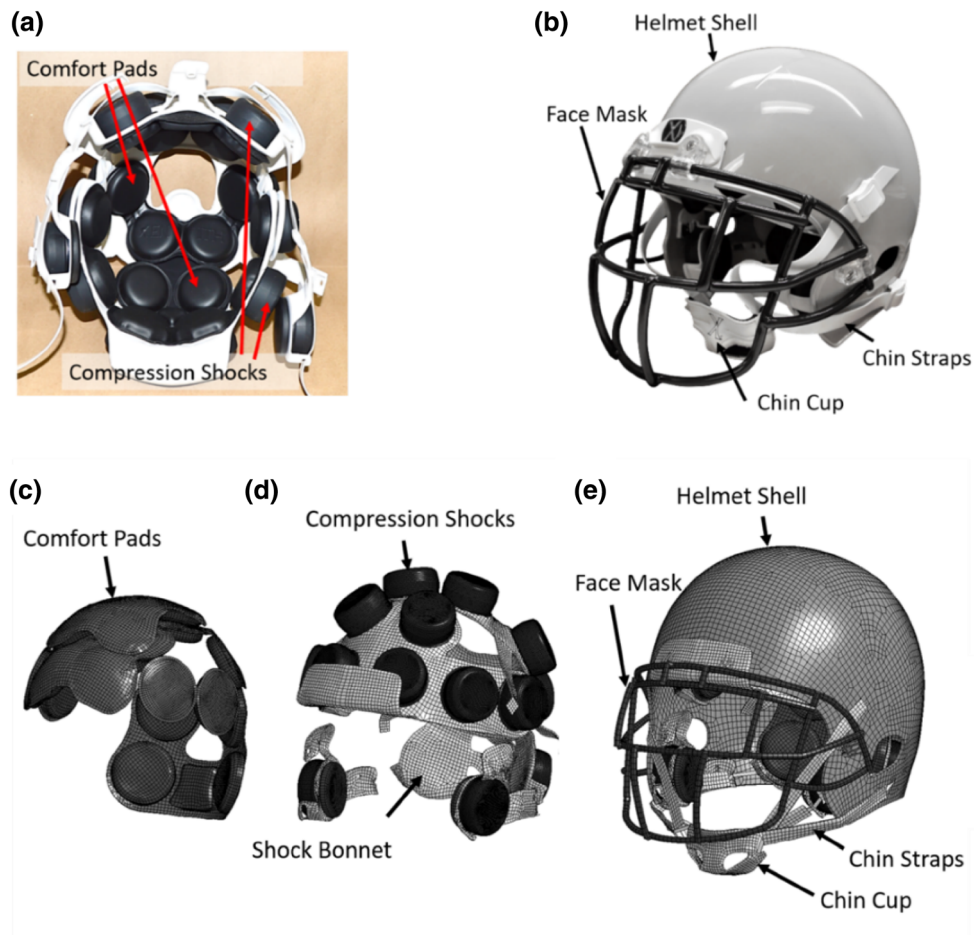 (a)
Comfort Pads
Compression Shocks
(b)
Helmet Shell
Face Mask
Chin Straps
Chin Cup
(c)
Comfort Pads
(d)
Compression Shocks
Shock Bonnet
(e)
Helmet Shell
Face Mask
Chin Straps
Chin Cup